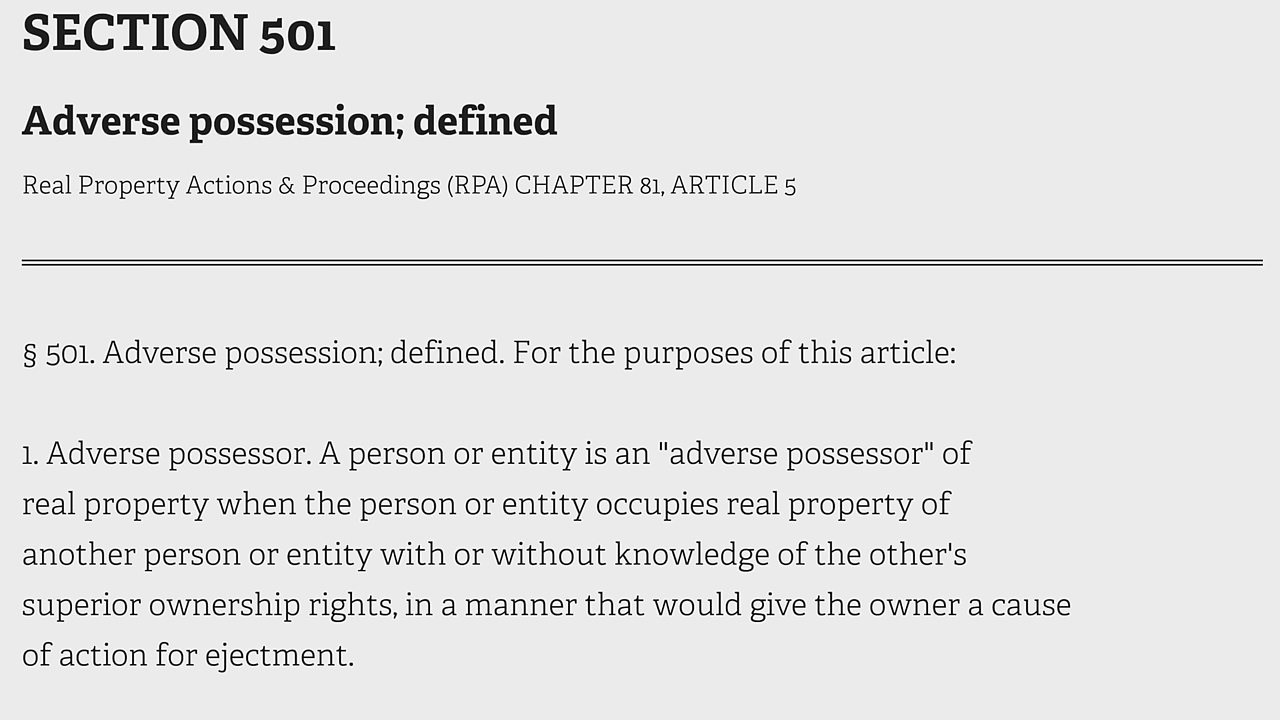 SECTION 501
Adverse possession; defined
Real Property Actions & Proceedings (RPA) CHAPTER 81, ARTICLE 5
§ 501. Adverse possession; defined. For the purposes of this article:
1. Adverse possessor. A person or entity is an "adverse possessor" of
real property when the person or entity occupies real property of
another person or entity with or without knowledge of the other's
superior ownership rights, in a manner that would give the owner a cause
of action for ejectment.